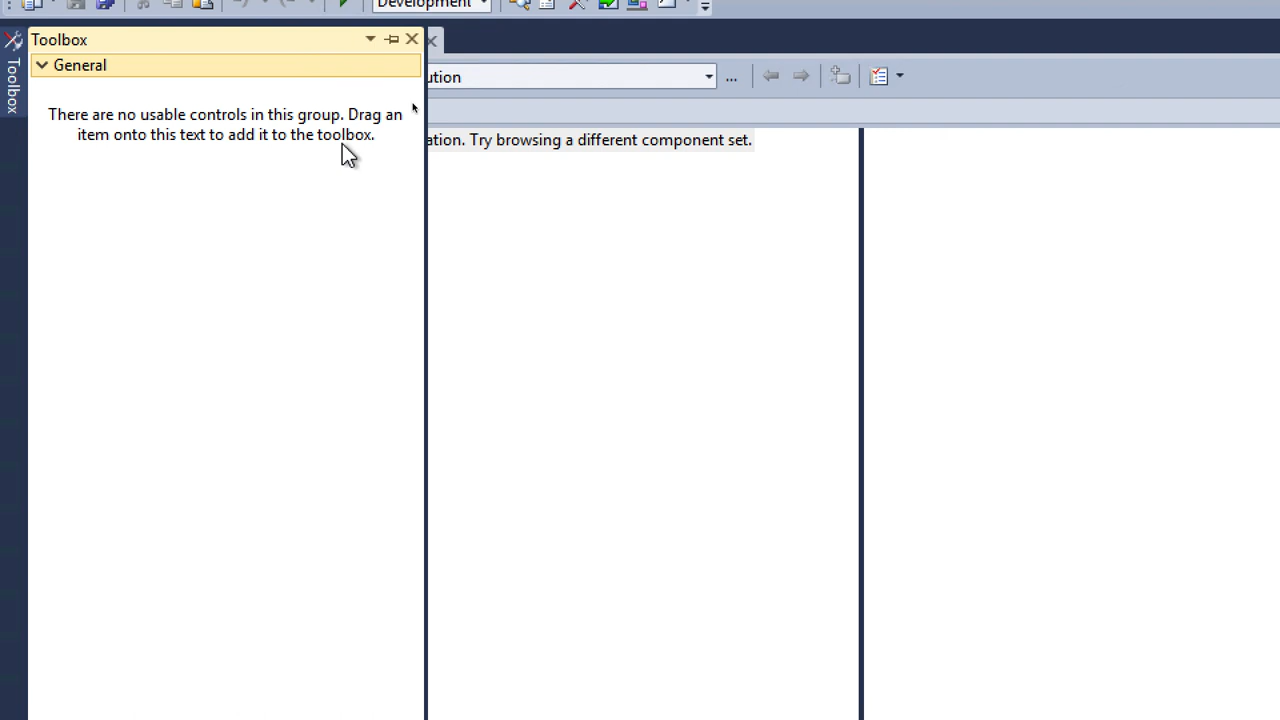 Development
Toolbox
General
There are no usable controls in this group. Drag an
item onto this text to add it to the toolbox.
Toolbox
ution
...
ation. Try browsing a different component set.